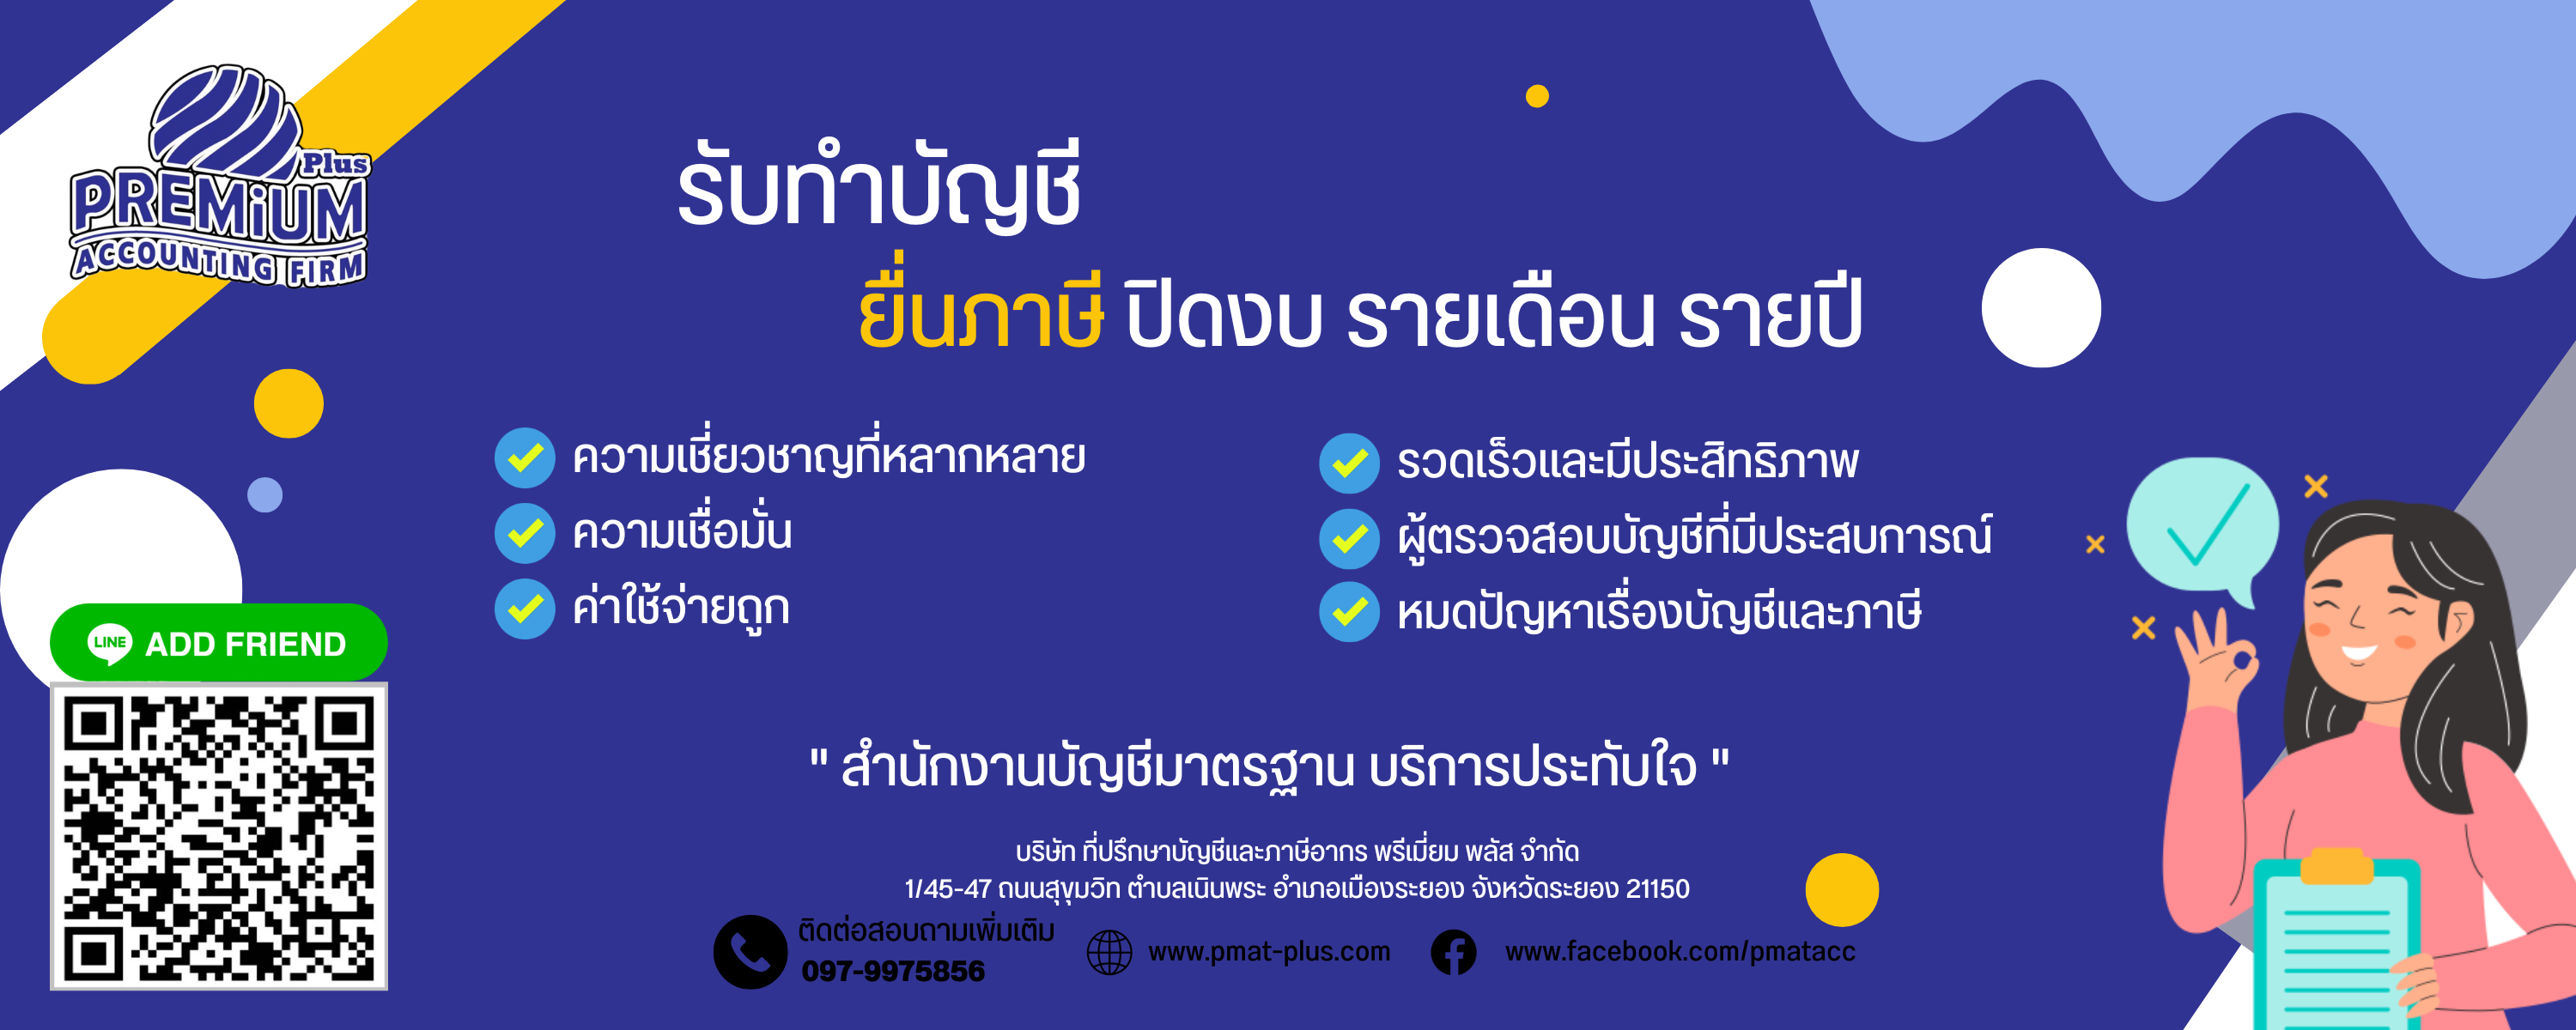 Plus
PREMiUM
ACCOUNTING FIRM
รับทำบัญชี
ยื่นภาษี ปิดงบ รายเดือน รายปี
ความเชี่ยวชาญที่หลากหลาย
ความเชื่อมั่น
ค่าใช้จ่ายถูก
รวดเร็วและมีประสิทธิภาพ
ผู้ตรวจสอบบัญชีที่มีประสบการณ์
หมดปัญหาเรื่องบัญชีและภาษี
LINE ADD FRIEND
" สำนักงานบัญชีมาตรฐาน บริการประทับใจ "
บริษัท ที่ปรึกษาบัญชีและภาษีอากร พรีเมี่ยม พลัส จำกัด
1/45-47 ถนนสุขุมวิท ตำบลเนินพระ อำเภอเมืองระยอง จังหวัดระยอง 21150
ติดต่อสอบถามเพิ่มเติม
097-9975856
www.pmat-plus.com
www.facebook.com/pmatacc